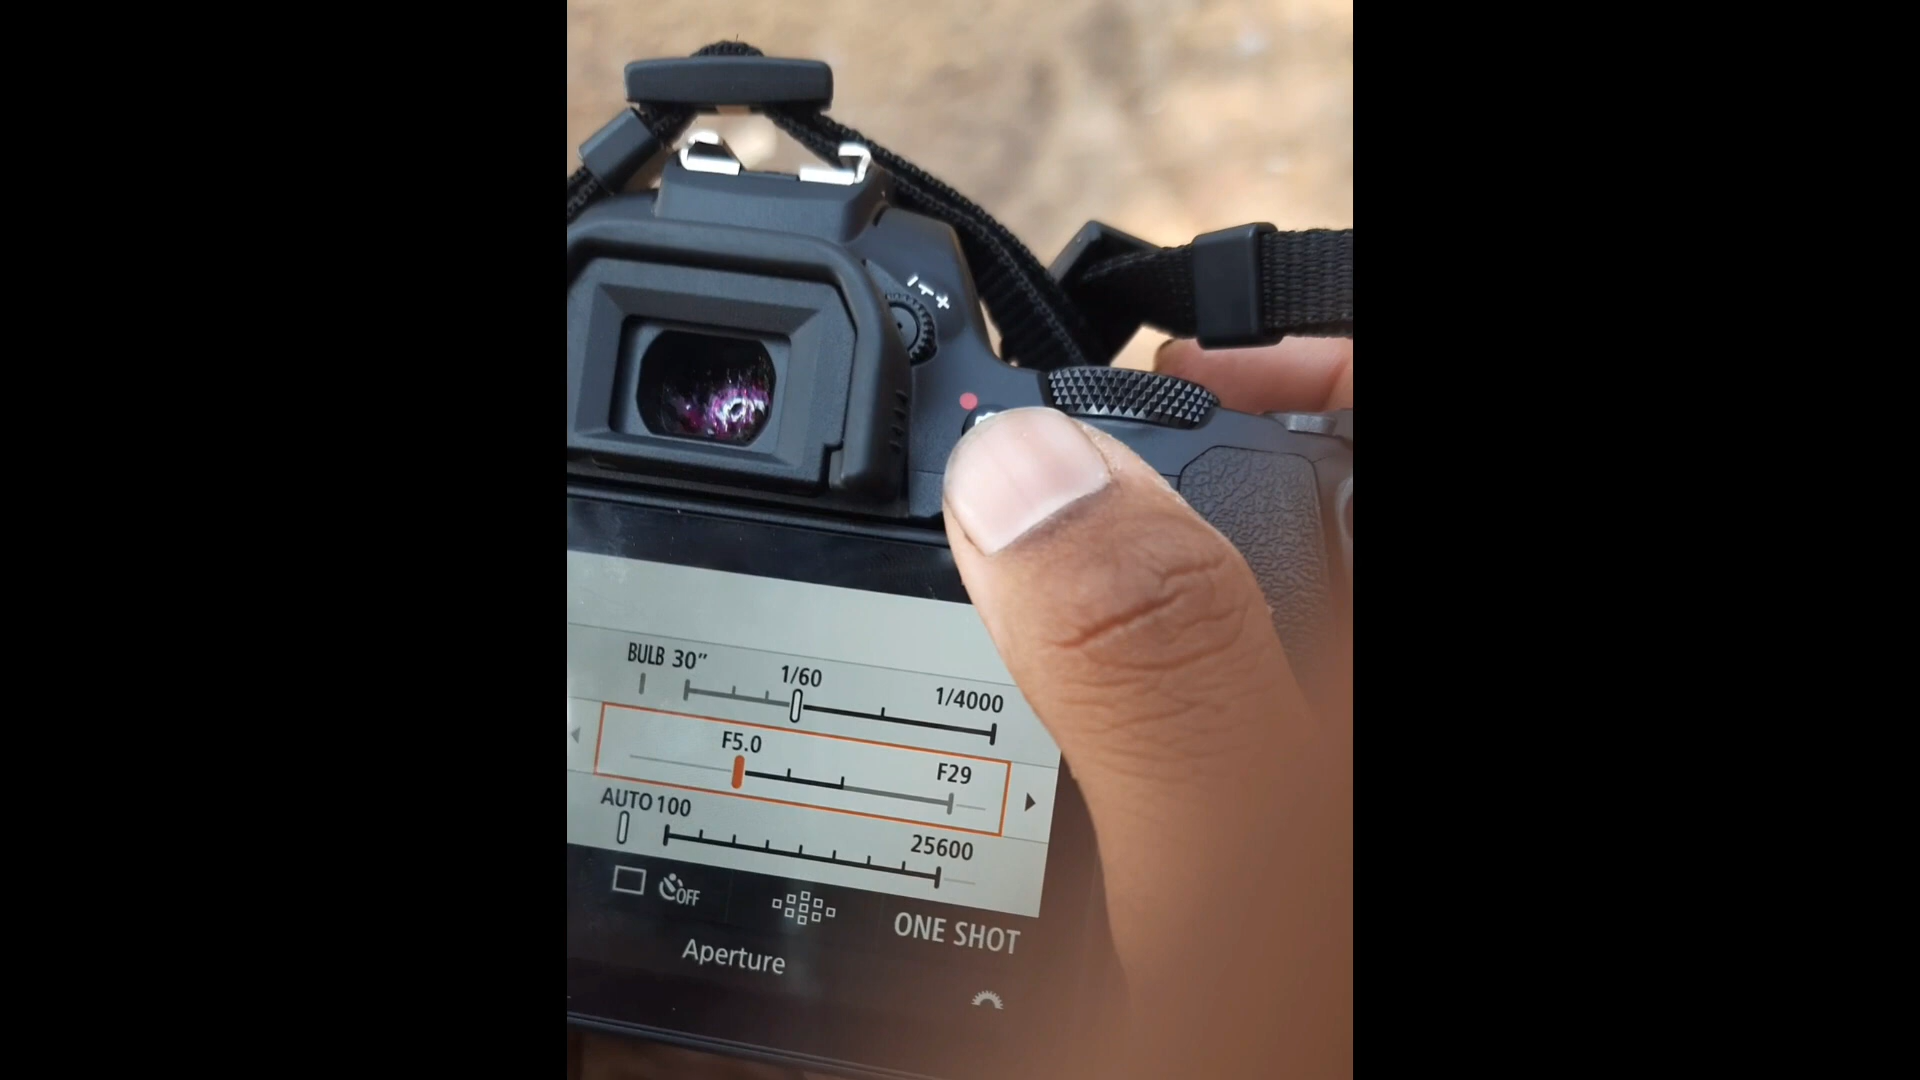 BULB 30" 1/60 1/4000
F5.0 F29
AUTO 100 25600
OFF ONE SHOT
Aperture